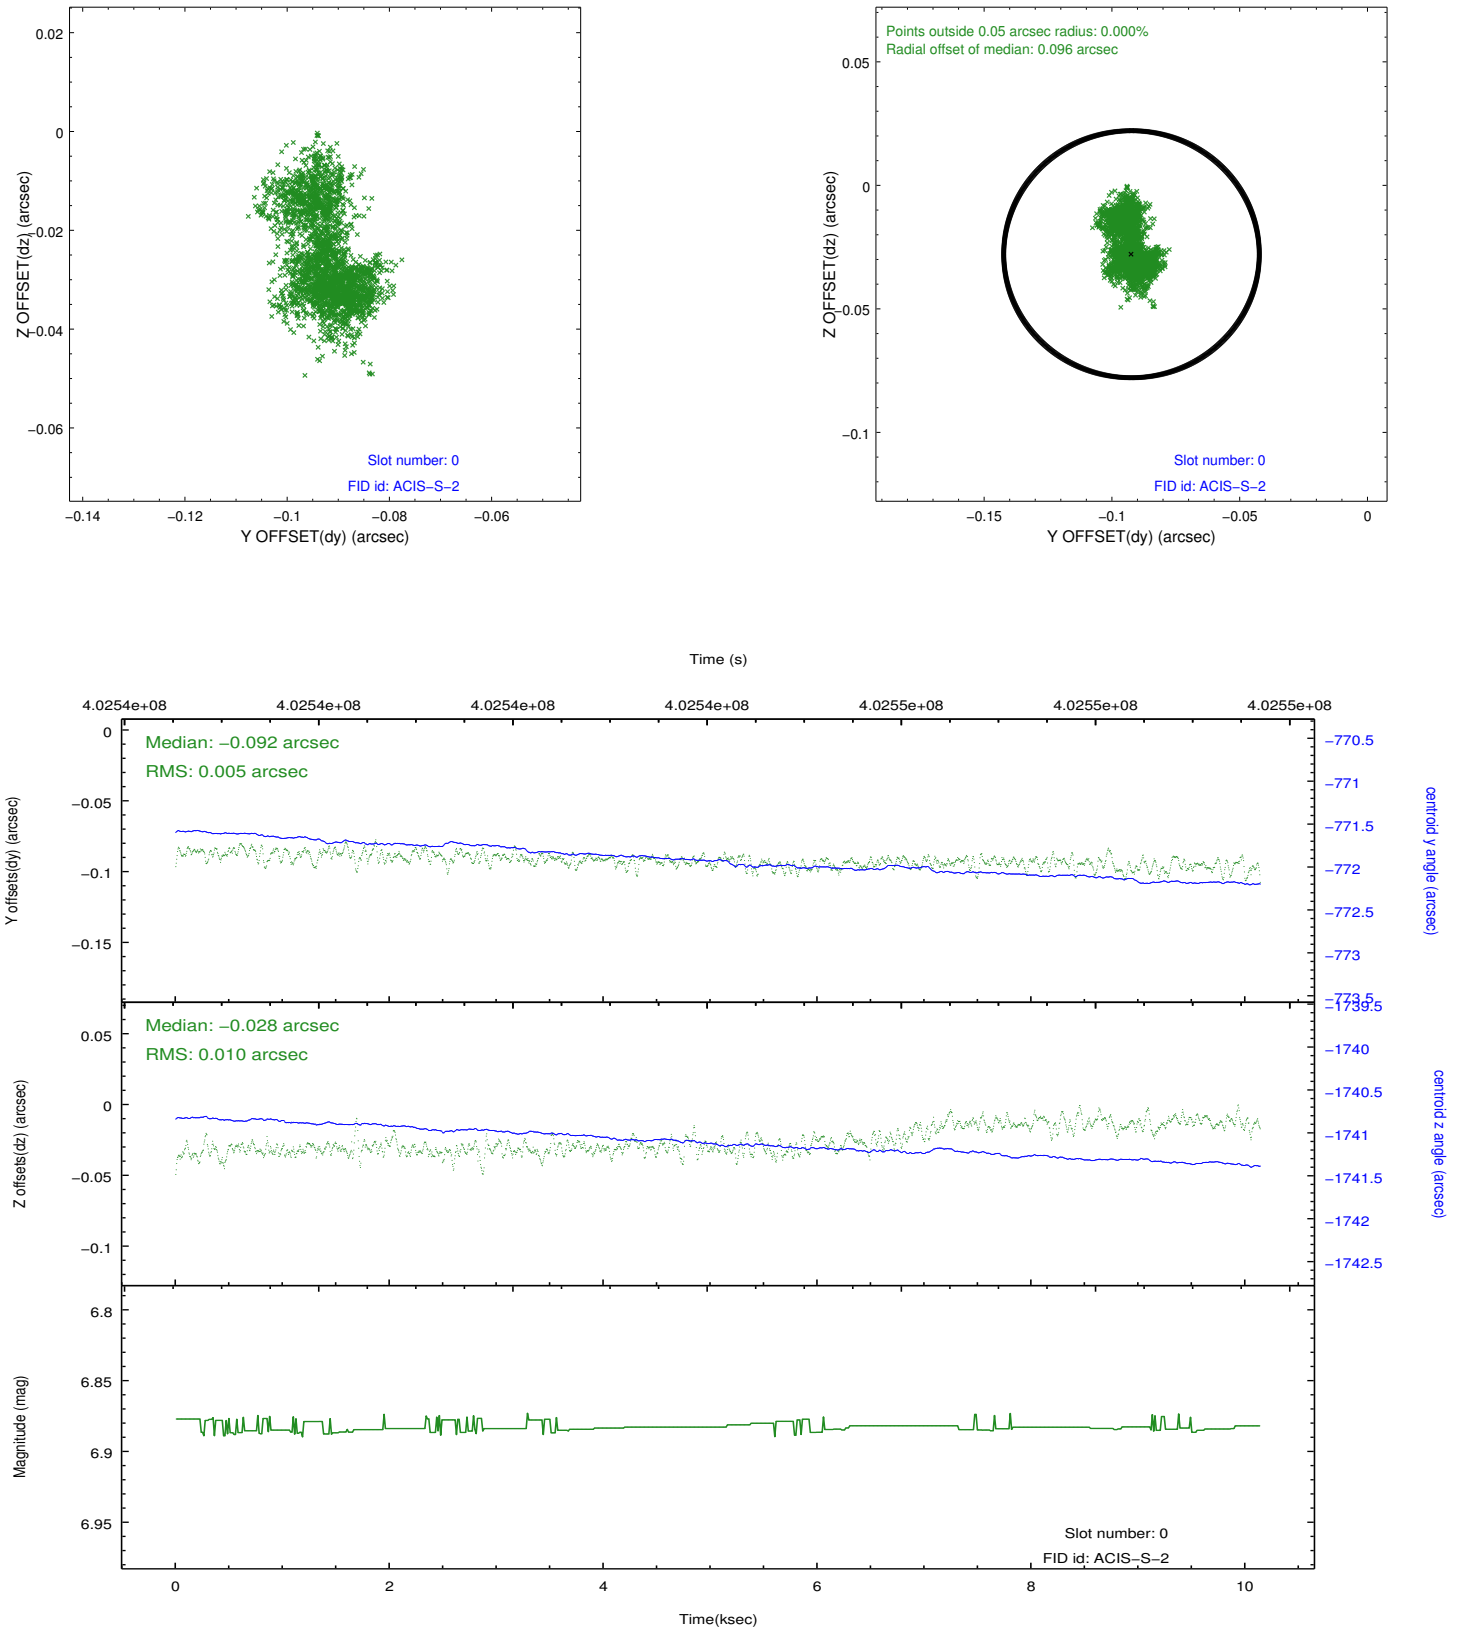 0.02
0
−0.02
−0.04
−0.06
Z OFFSET(dz) (arcsec)
Slot number: 0
FID id: ACIS−S−2
−0.14
−0.12
−0.1
−0.08
−0.06
Y OFFSET(dy) (arcsec)
Points outside 0.05 arcsec radius: 0.000%
Radial offset of median: 0.096 arcsec
0.05
0
−0.05
−0.1
Z OFFSET(dz) (arcsec)
Slot number: 0
FID id: ACIS−S−2
−0.15
−0.1
−0.05
0
Y OFFSET(dy) (arcsec)
Time (s)
4.0254e+08
4.0254e+08
4.0254e+08
4.0254e+08
4.0255e+08
4.0255e+08
4.0255e+08
Median: −0.092 arcsec
RMS: 0.005 arcsec
0
−0.05
−0.1
−0.15
Y offsets(dy) (arcsec)
−770.5
−771
−771.5
−772
−772.5
−773
−773.5
centroid y angle (arcsec)
Median: −0.028 arcsec
RMS: 0.010 arcsec
0.05
0
−0.05
−0.1
Z offsets(dz) (arcsec)
−1739.5
−1740
−1740.5
−1741
−1741.5
−1742
−1742.5
centroid z angle (arcsec)
6.8
6.85
6.9
6.95
Magnitude (mag)
Slot number: 0
FID id: ACIS−S−2
0
2
4
6
8
10
Time(ksec)